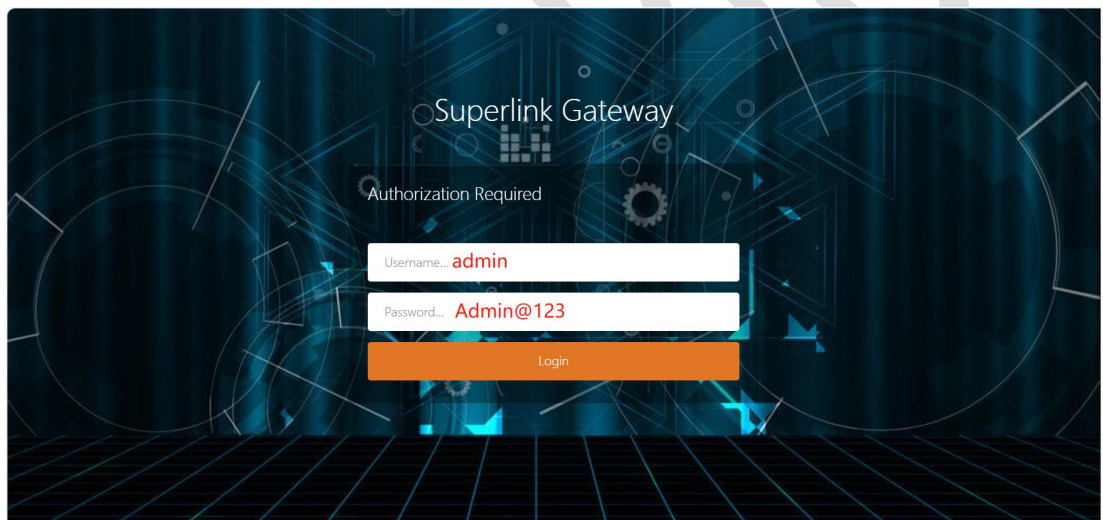 Superlink Gateway
Authorization Required
Username... admin
Password... Admin@123
Login